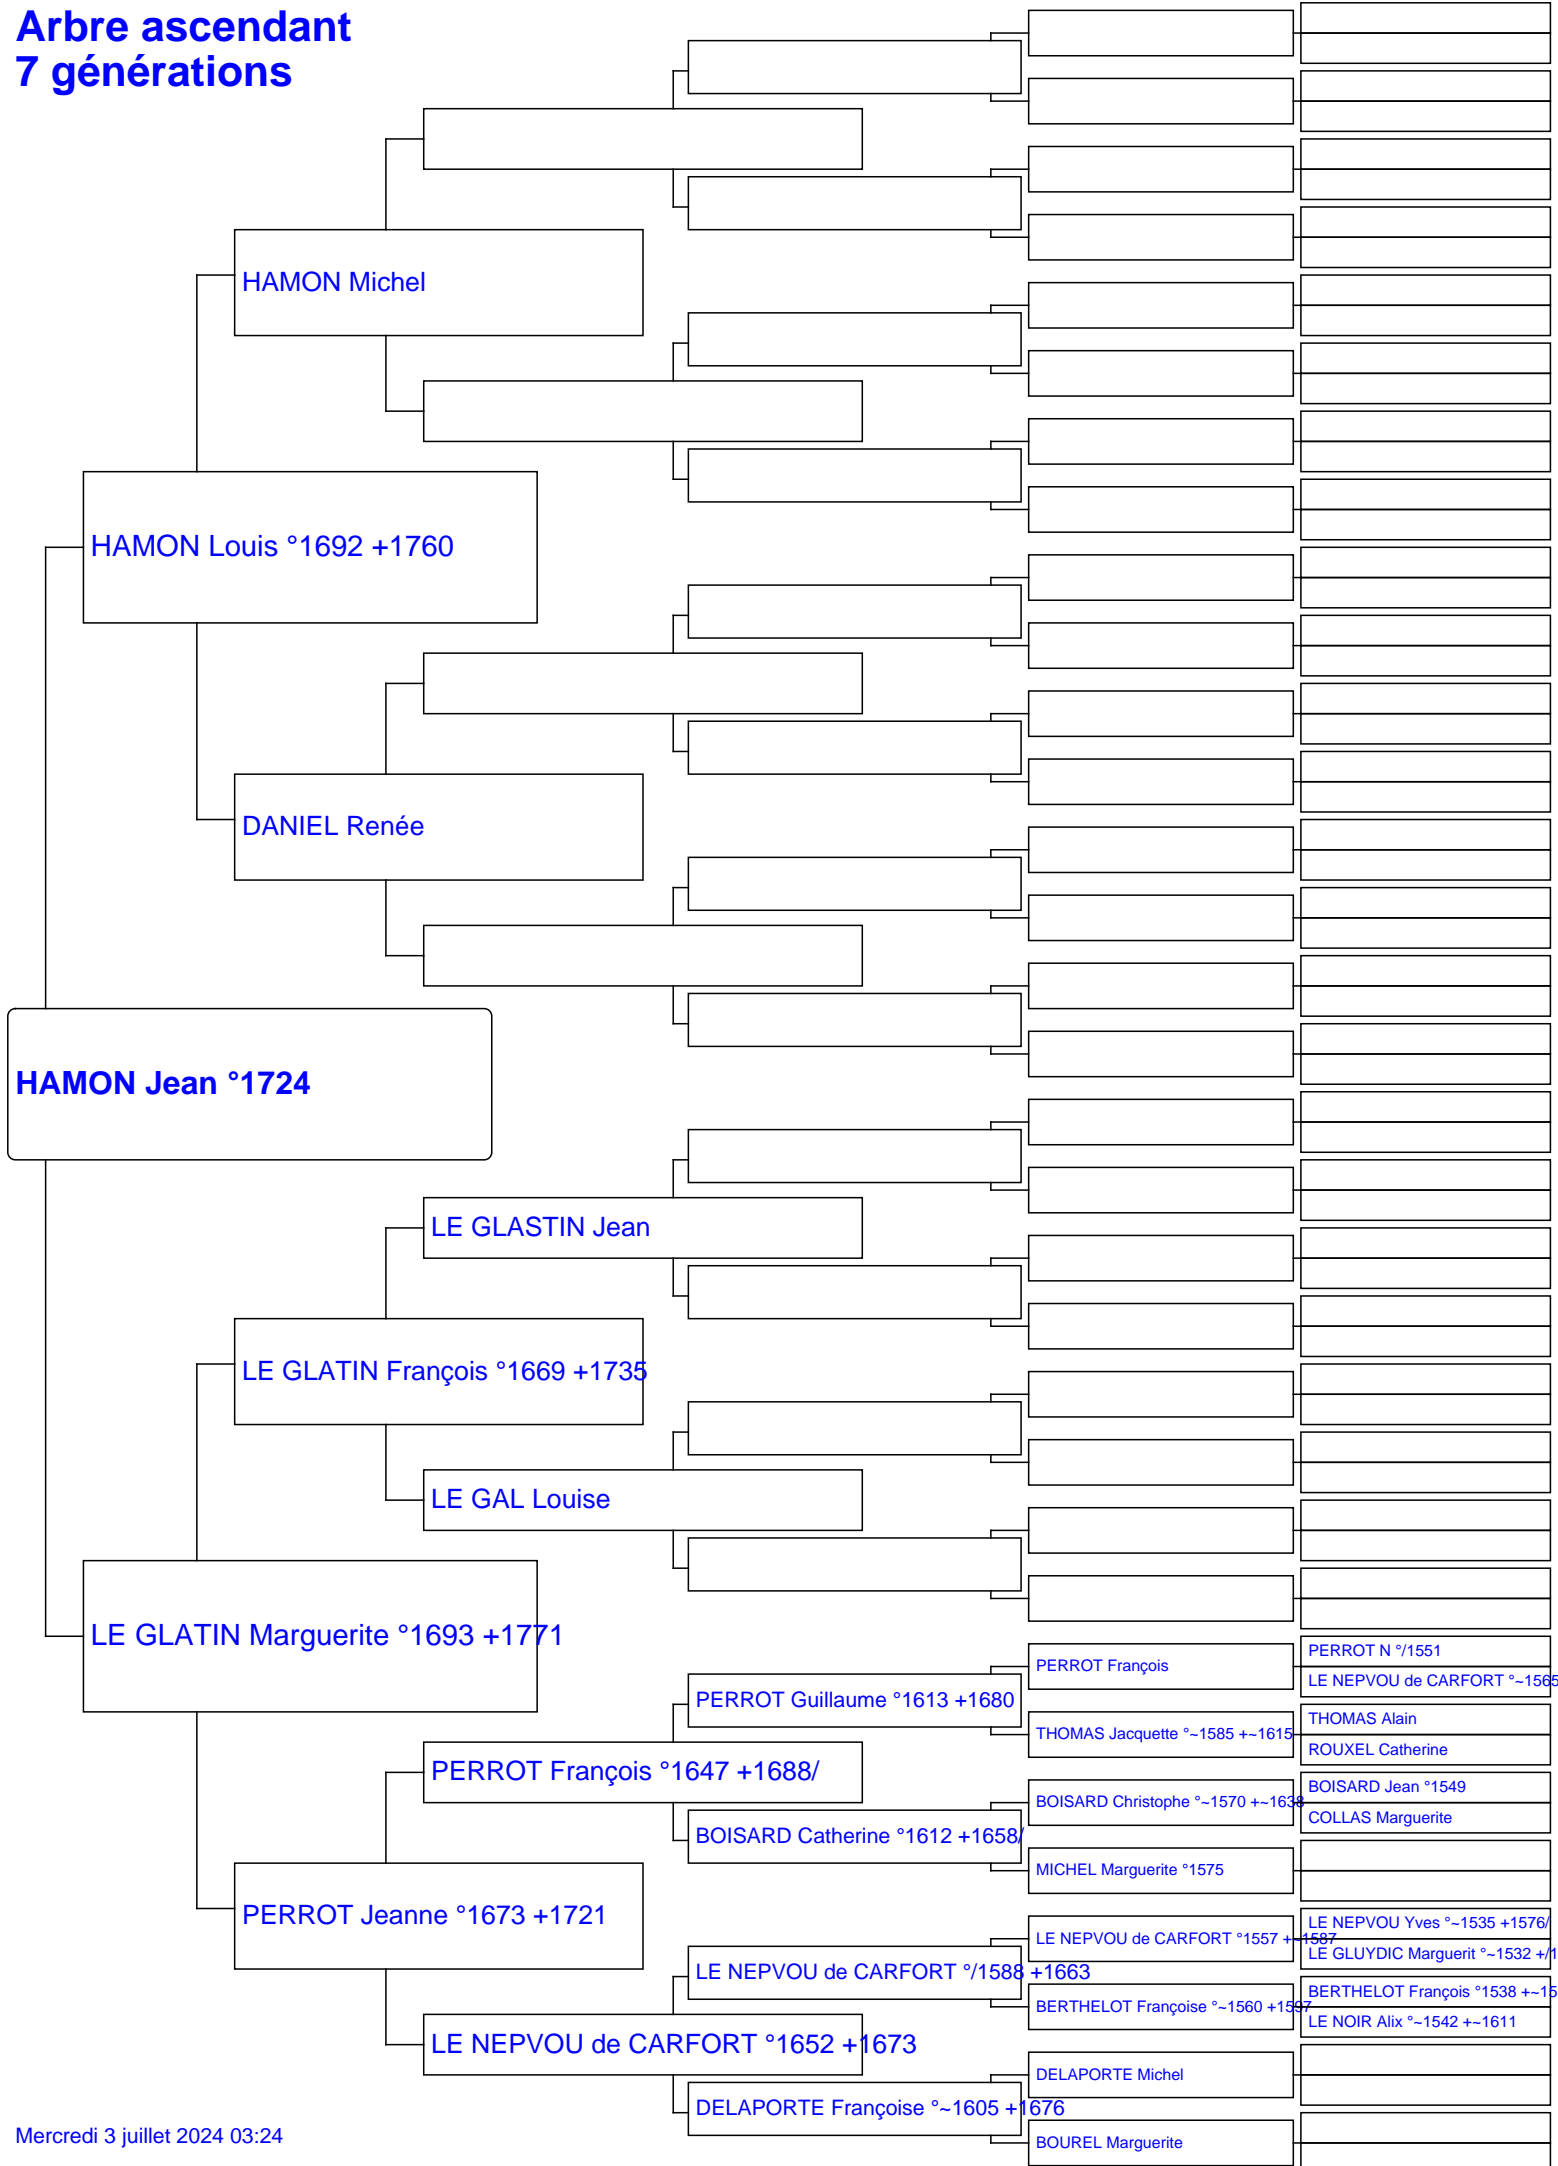 Arbre ascendant
7 générations
HAMON Michel
HAMON Louis °1692 +1760
DANIEL Renée
HAMON Jean °1724
LE GLASTIN Jean
LE GLATIN François °1669 +1735
LE GAL Louise
LE GLATIN Marguerite °1693 +1771
PERROT François
PERROT N °/1551
LE NEPVOU de CARFORT °~1565
PERROT Guillaume °1613 +1680
THOMAS Jacquette °~1585 +~1615
THOMAS Alain
ROUXEL Catherine
PERROT François °1647 +1688/
BOISARD Christophe °~1570 +~1638
BOISARD Jean °1549
COLLAS Marguerite
BOISARD Catherine °1612 +1658/
MICHEL Marguerite °1575
PERROT Jeanne °1673 +1721
LE NEPVOU de CARFORT °1557 +~1587
LE NEPVOU Yves °~1535 +1576/
LE GLUYDIC Marguerit °~1532 +/1
LE NEPVOU de CARFORT °/1588 +1663
BERTHELOT Françoise °~1560 +1597
BERTHELOT François °1538 +~15
LE NOIR Alix °~1542 +~1611
LE NEPVOU de CARFORT °1652 +1673
DELAPORTE Michel
DELAPORTE Françoise °~1605 +1676
BOUREL Marguerite
Mercredi 3 juillet 2024 03:24